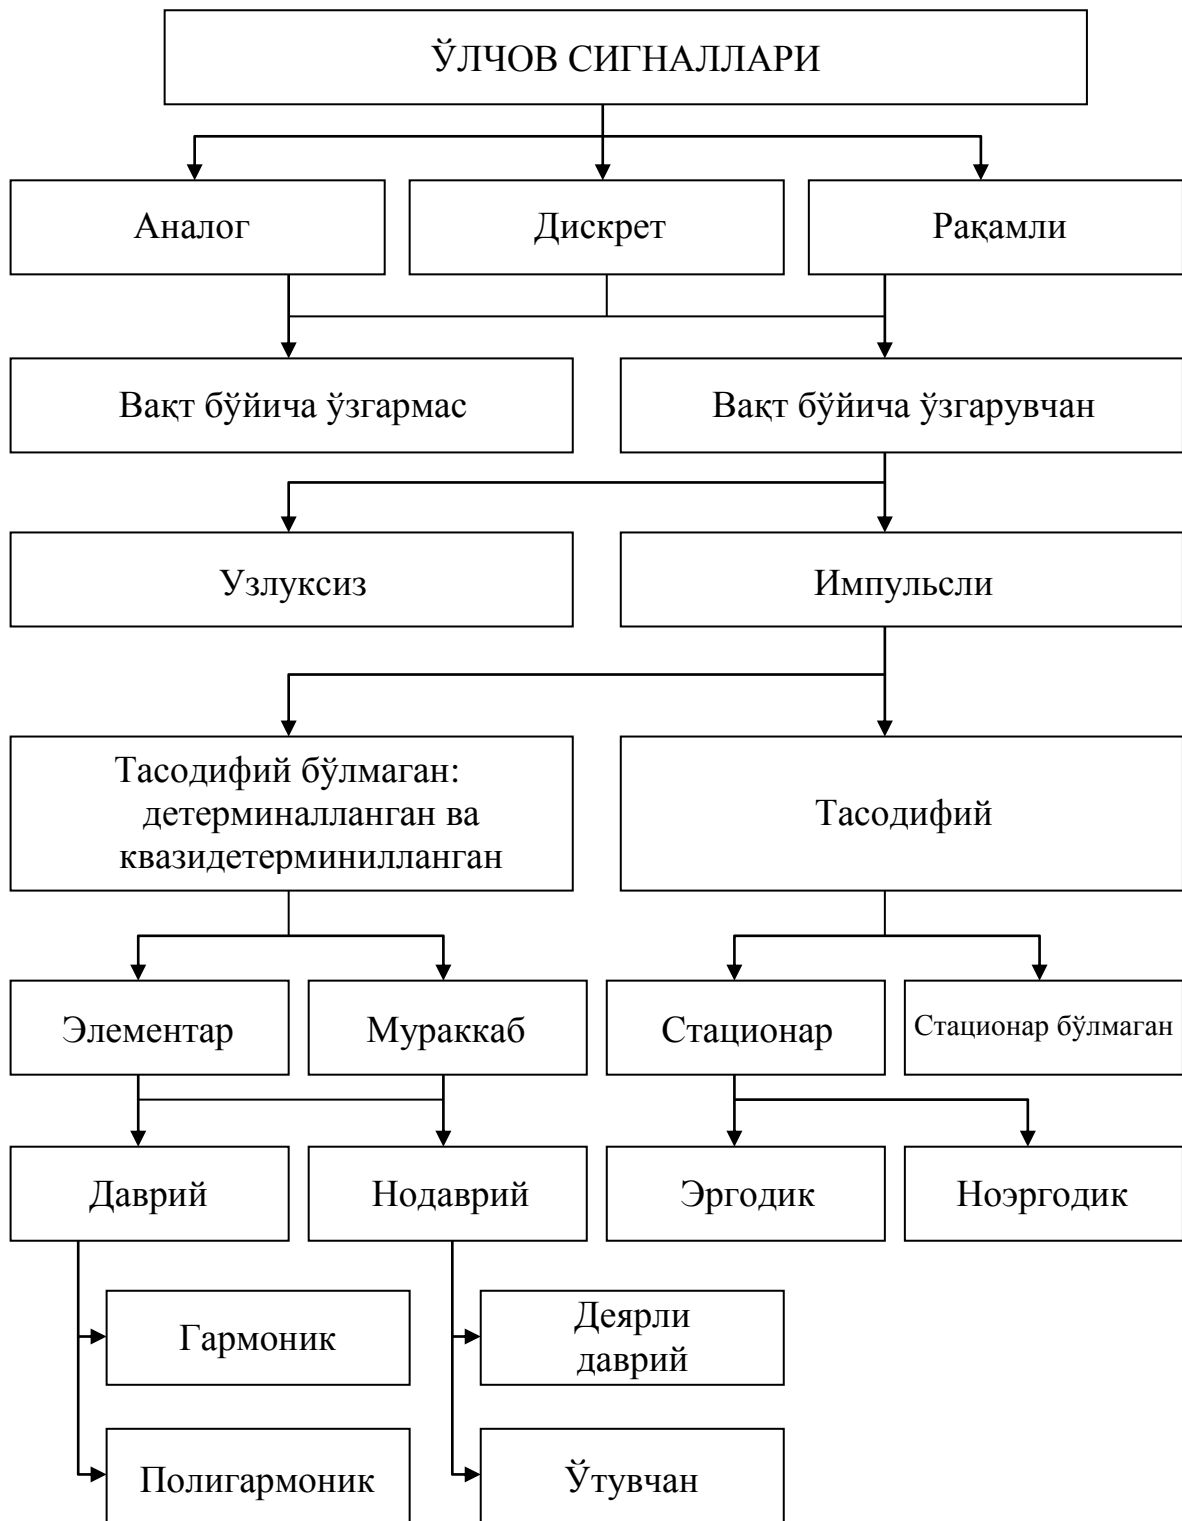 ЎЛЧОВ СИГНАЛЛАРИ
Аналог
Дискрет
Рақамли
Вақт бўйича ўзгармас
Вақт бўйича ўзгарувчан
Узлуксиз
Импульсли
Тасодифий бўлмаган:
детерминалланган ва
квазидетерминилланган
Тасодифий
Элементар
Мураккаб
Стационар
Стационар бўлмаган
Даврий
Нодаврий
Эргодик
Ноэргодик
Гармоник
Деярли
даврий
Полигармоник
Ўтувчан